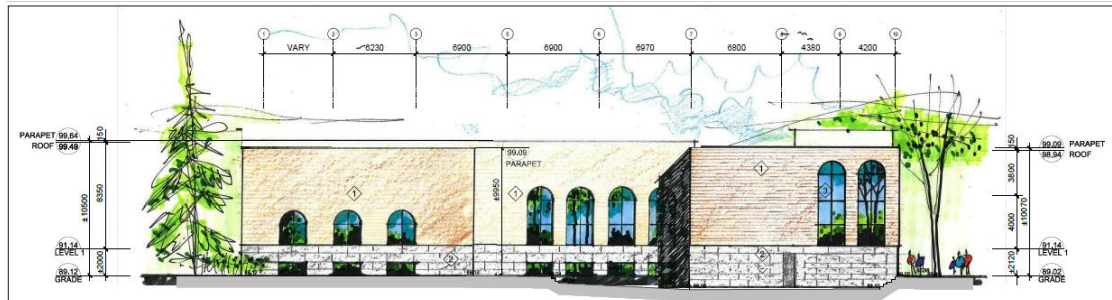 1 2 3 5 6 7 8 9 10
VARY 6230 6900 6900 6970 6800 4380 4200
PARAPET 99.64
ROOF 99.49
150
8350
±10500
91.14
LEVEL 1
±2000
89.12
GRADE
99.09
PARAPET
±9950
1
1
1
3
2
2
150
3800
4000
±10070
±2120
99.09 PARAPET
98.94 ROOF
91.14
LEVEL 1
89.02
GRADE